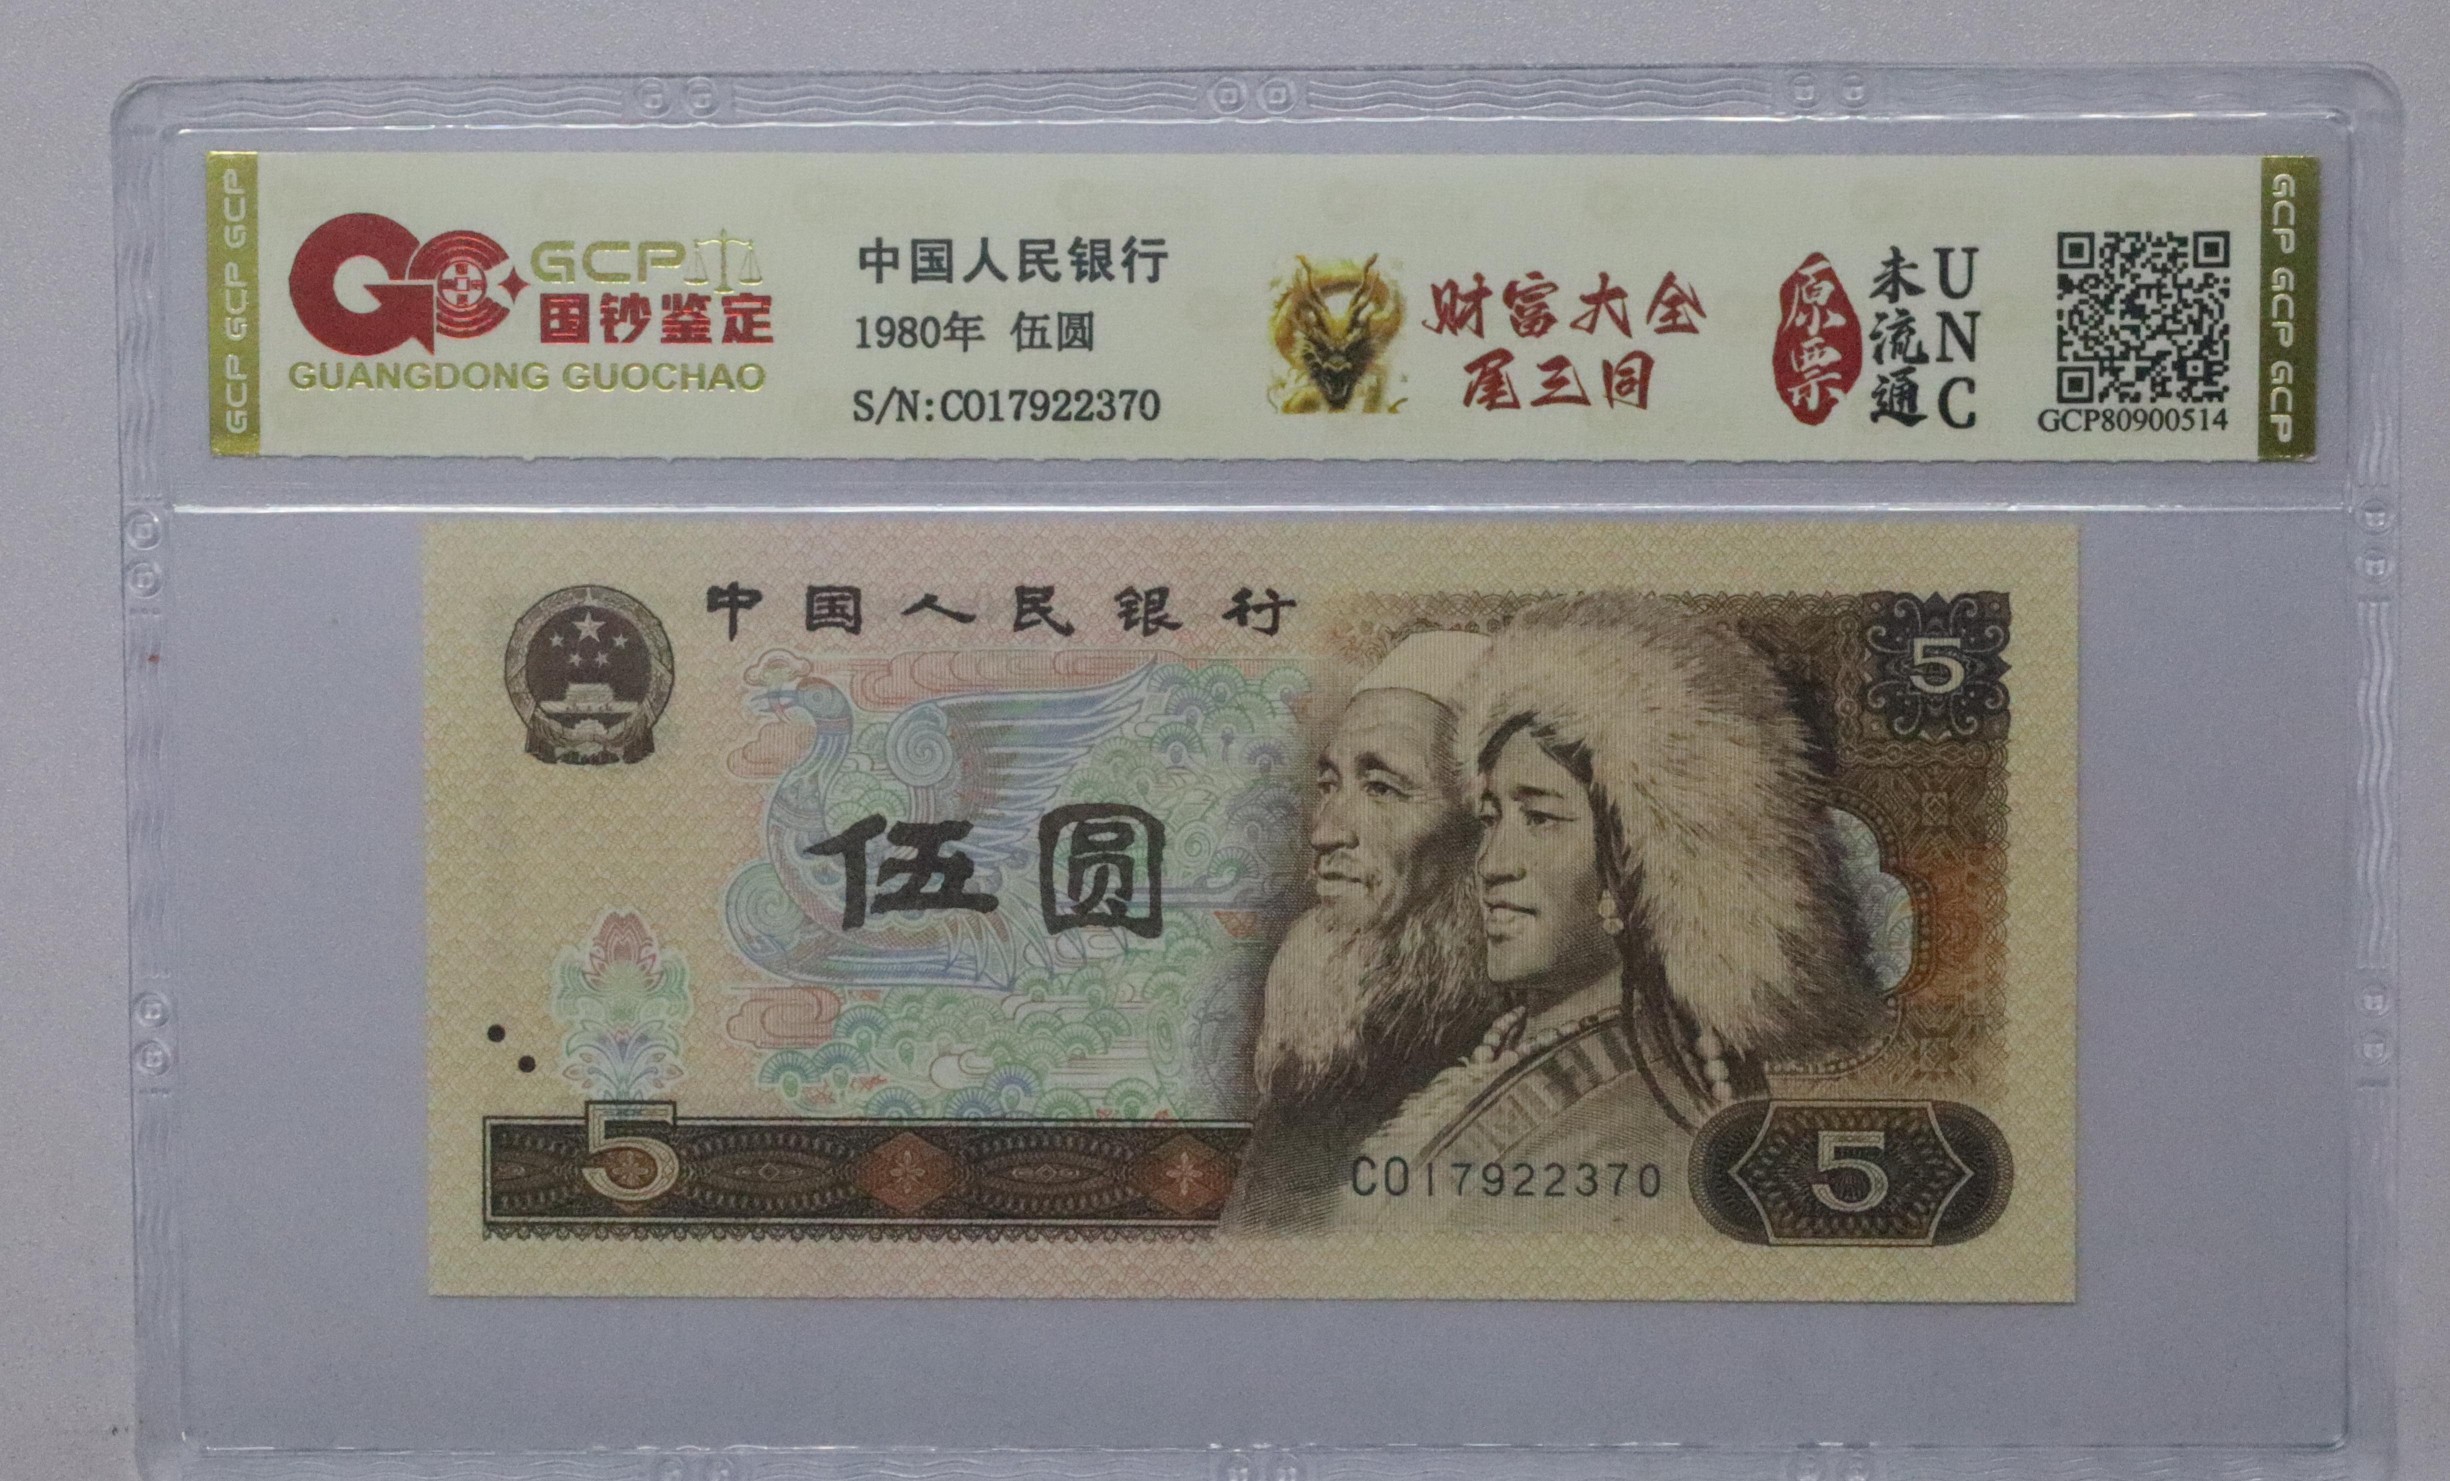 GCP GCP GCP
GCP
国钞鉴定
GUANGDONG GUOCHAO
中国人民银行
1980年 伍圆
S/N:CO17922370
财富大全
尾三同
原票
未流通
UNC
GCP80900514
GCP GCP GCP
中国人民银行
5
伍圆
5
CO17922370
5